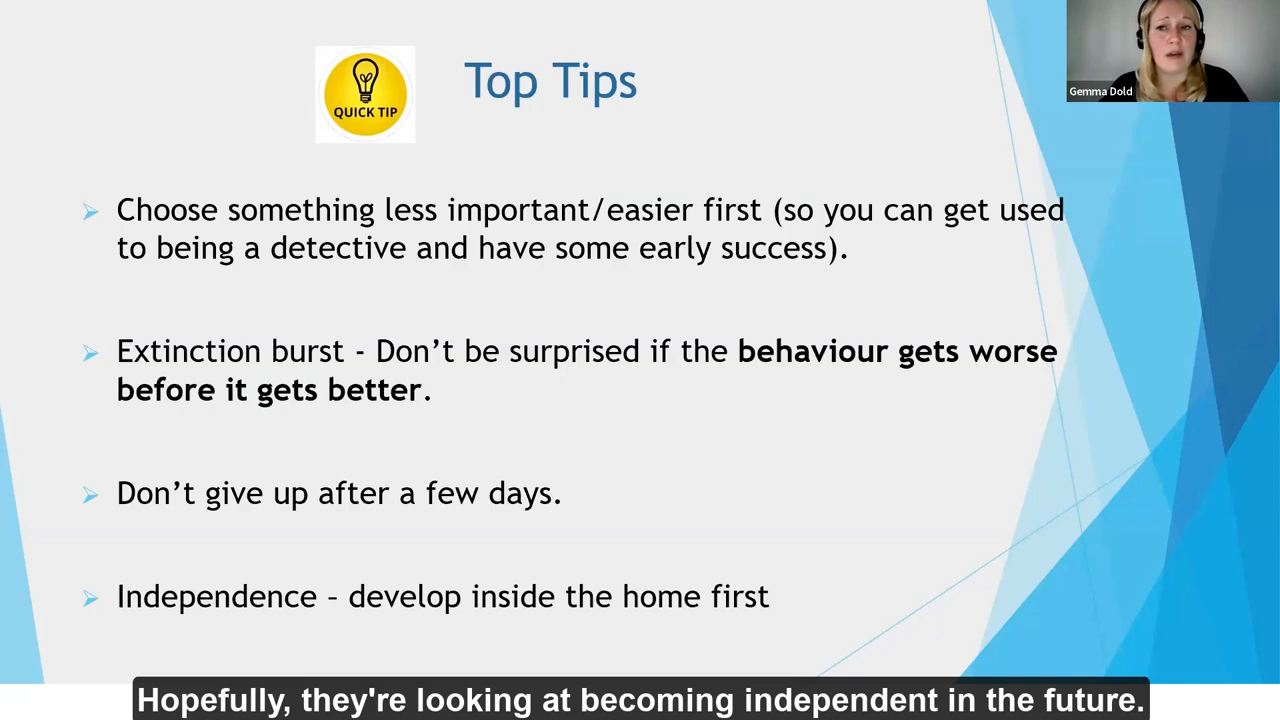 Top Tips
QUICK TIP
Gemma Dold
Choose something less important/easier first (so you can get used
to being a detective and have some early success).
Extinction burst - Don’t be surprised if the behaviour gets worse
before it gets better.
Don’t give up after a few days.
Independence – develop inside the home first
Hopefully, they're looking at becoming independent in the future.